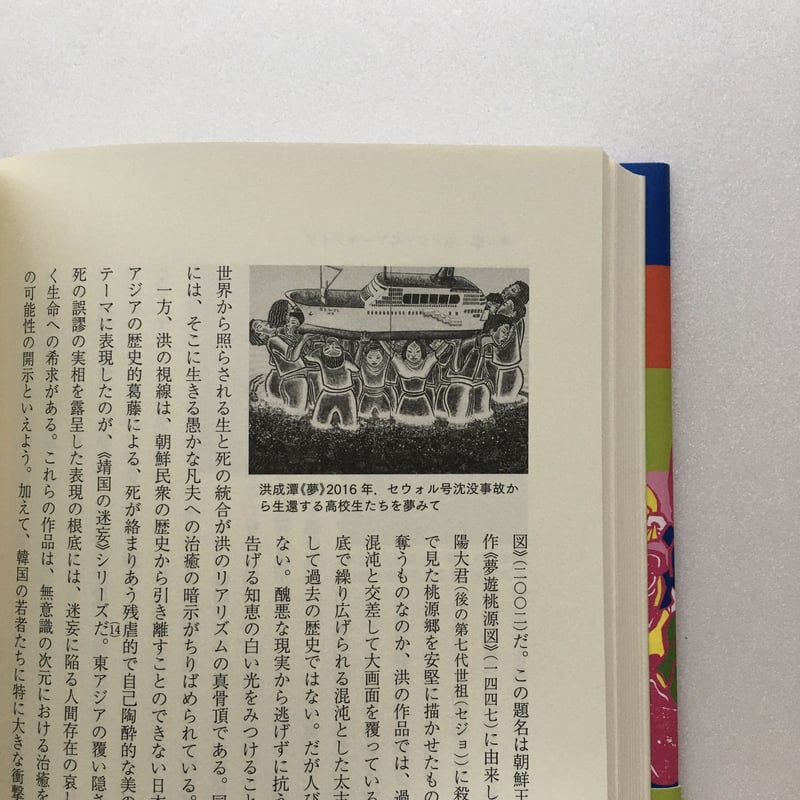 洪成潭《夢》2016年．セウォル号沈没事故か
ら生還する高校生たちを夢みて
図》(二〇〇二)だ。この題名は朝鮮王
作《夢遊桃源図》(一四四七)に由来し
陽大君(後の第七代世祖(セジョ)に殺
で見た桃源郷を安堅に描かせたもの
奪うものなのか、洪の作品では、過
混沌と交差して大画面を覆っている
底で繰り広げられる混沌とした太古
して過去の歴史ではない。だが人び
ない。醜悪な現実から逃げずに抗う
告げる知恵の白い光をみつけること
世界から照らされる生と死の統合が洪のリアリズムの真骨頂である。同
には、そこに生きる愚かな凡夫への治癒の暗示がちりばめられている。
一方、洪の視線は、朝鮮民衆の歴史から引き離すことのできない日本
アジアの歴史的葛藤による、死が絡まりあう残虐的で自己陶酔的な美の
テーマに表現したのが、《靖国の迷妄》シリーズだ。(14)東アジアの覆い隠さ
死の誤謬の実相を露呈した表現の根底には、迷妄に陥る人間存在の哀し
く生命への希求がある。これらの作品は、無意識の次元における治癒を
の可能性の開示といえよう。加えて、韓国の若者たちに特に大きな衝撃